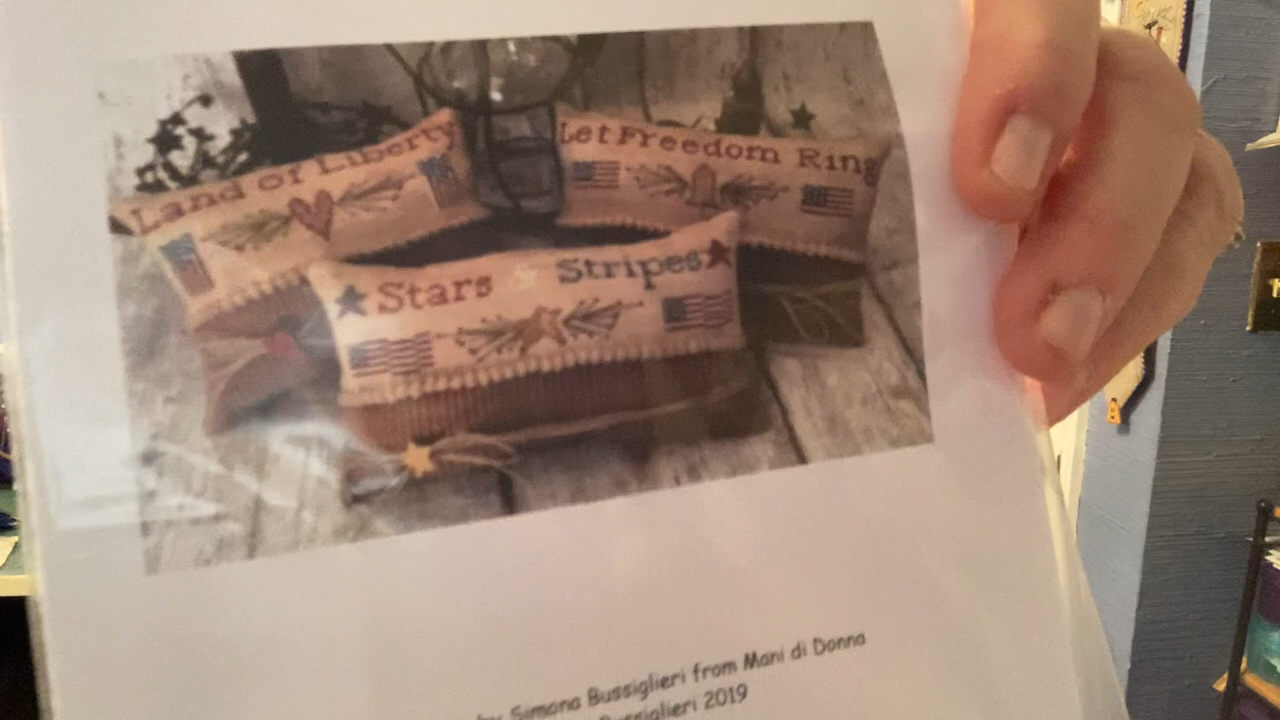 Land of Liberty
Let Freedom Ring
Stars Stripes
by Simona Bussiglieri from Mani di Donna
Bussiglieri 2019